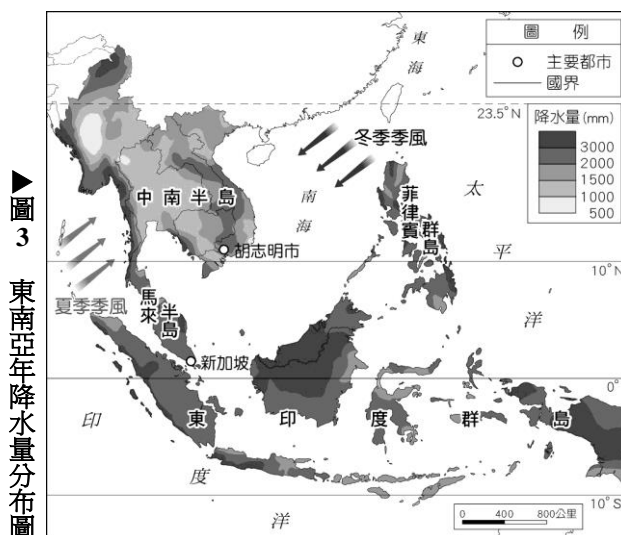 ▶圖3 東南亞年降水量分布圖
圖例
主要都市
國界
降水量(mm)
3000
2000
1500
1000
500
東海
23.5°N
冬季季風
中南半島
南海
菲律賓群島
太平洋
胡志明市
10°N
夏季季風
馬來半島
新加坡
0°
東印度群島
印度洋
10°S
0 400 800公里